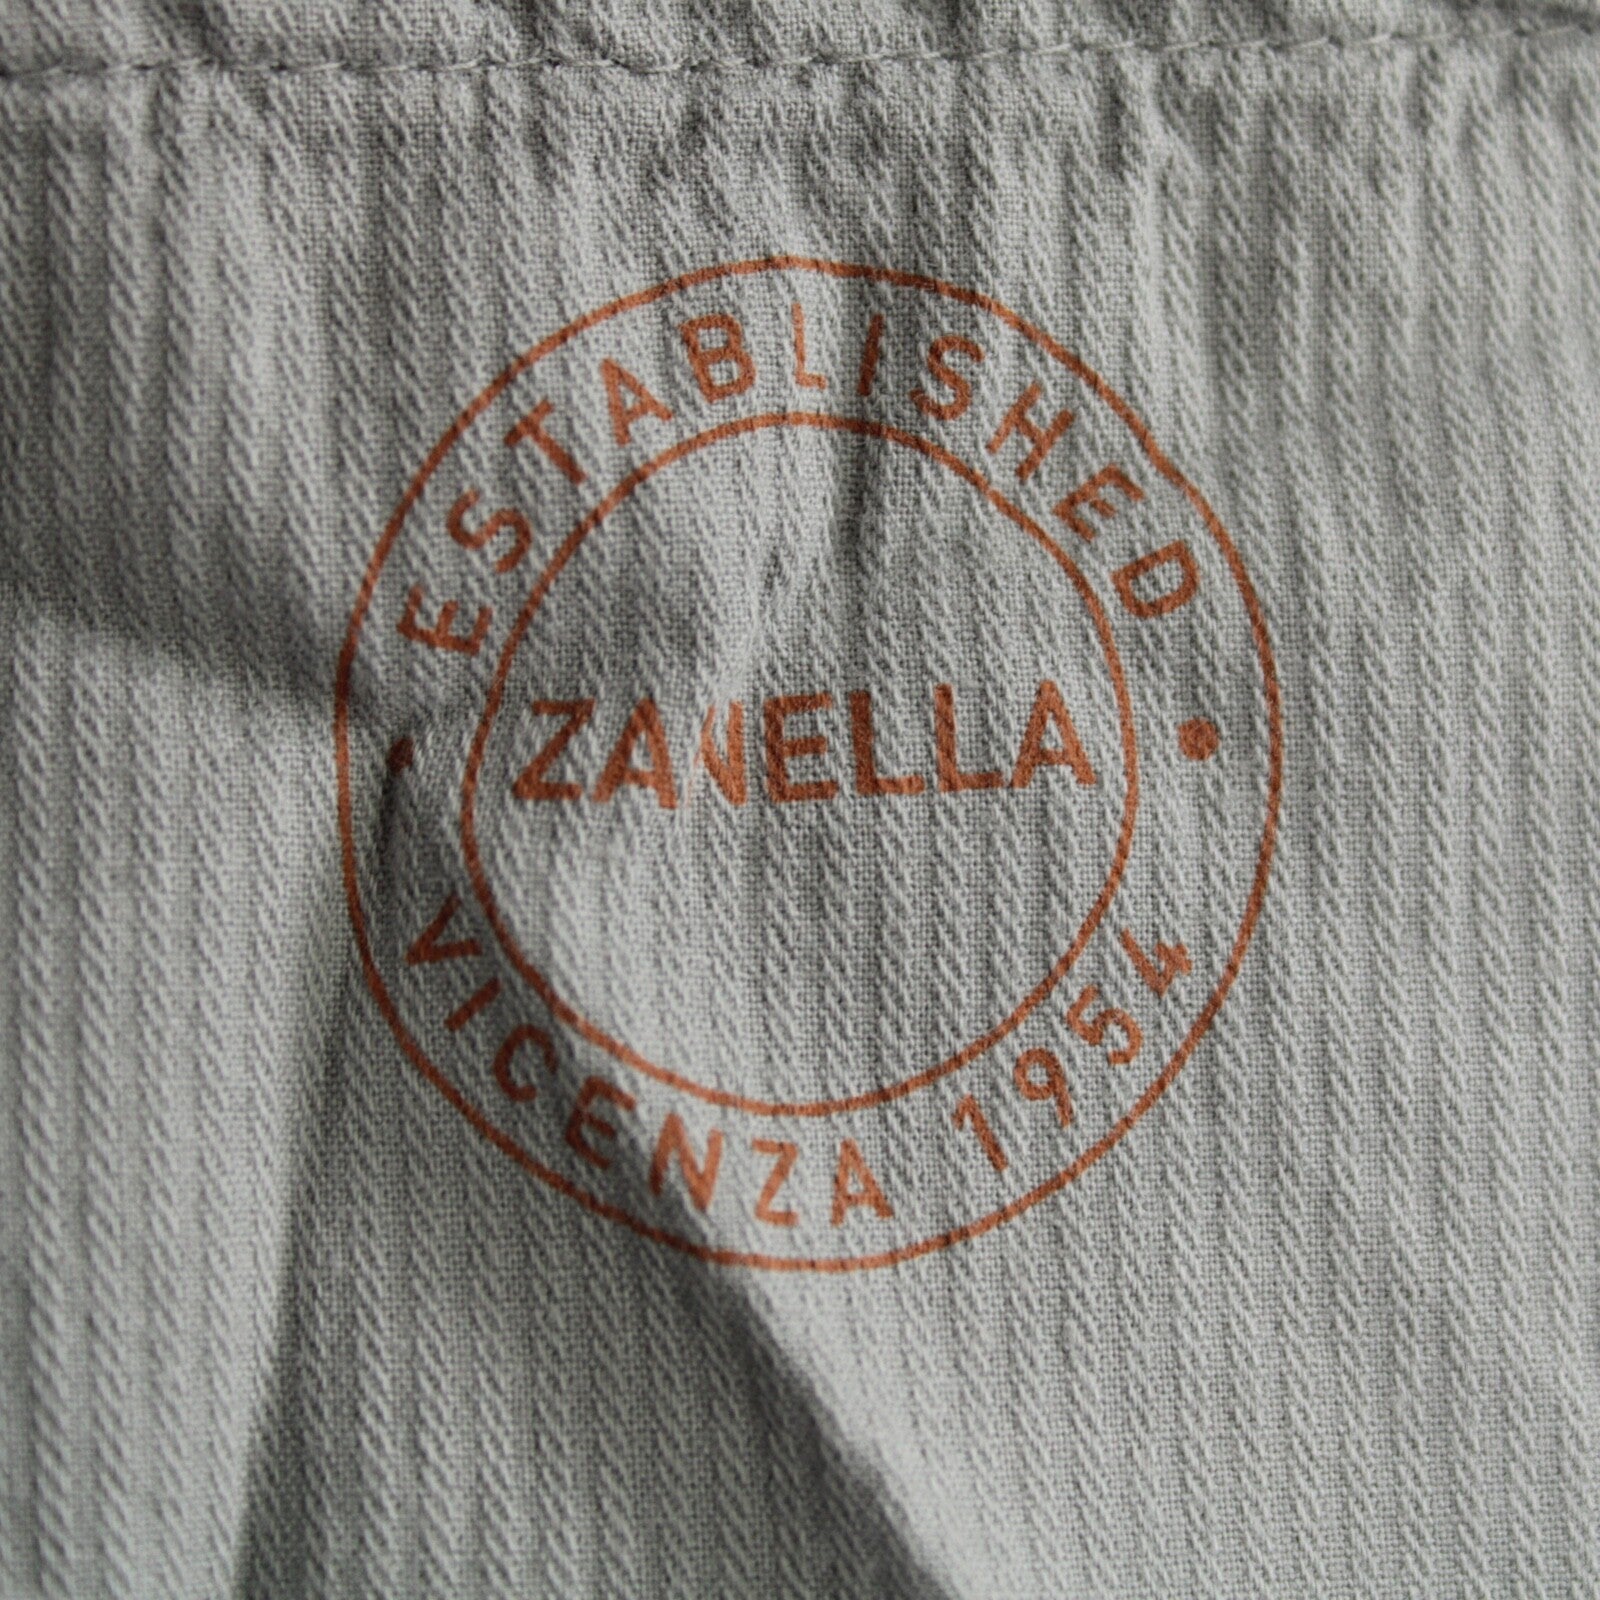 ESTABLISHED
ZANELLA
VICENZA 1954